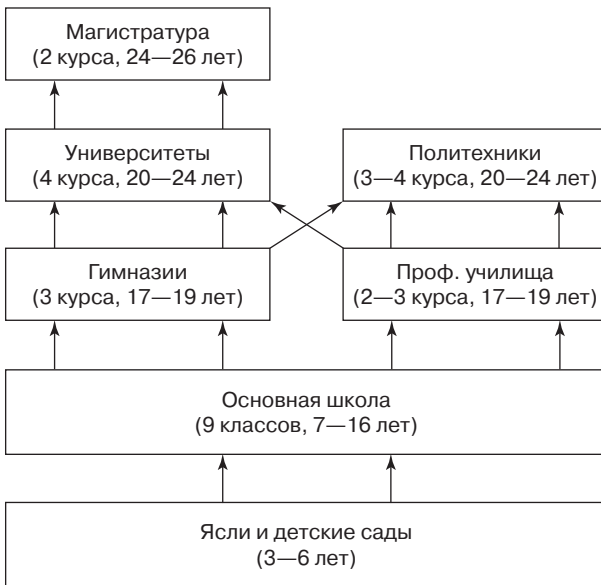 Магистратура
(2 курса, 24—26 лет)
Университеты
(4 курса, 20—24 лет)
Политехники
(3—4 курса, 20—24 лет)
Гимназии
(3 курса, 17—19 лет)
Проф. училища
(2—3 курса, 17—19 лет)
Основная школа
(9 классов, 7—16 лет)
Ясли и детские сады
(3—6 лет)